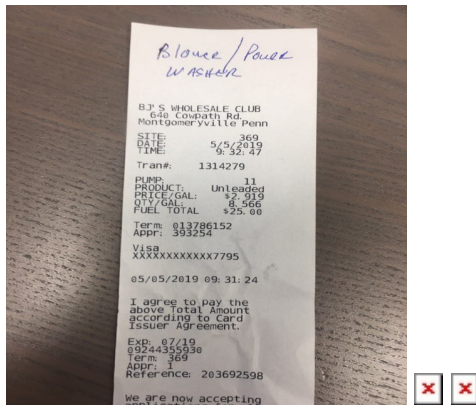 Blower / Power
WASHER
BJ'S WHOLESALE CLUB
640 Cowpath Rd.
Montgomeryville Penn
SITE: 369
DATE: 5/5/2019
TIME: 9:32:47
Tran#: 1314279
PUMP: 11
PRODUCT: Unleaded
PRICE/GAL: $2.919
QTY/GAL: 8.566
FUEL TOTAL $25.00
Term: 013786152
Appr: 393254
Visa
XXXXXXXXXXXX7795
05/05/2019 09:31:24
I agree to pay the
above Total Amount
according to Card
Issuer Agreement.
Exp: 07/19
09244355930
Term: 369
Appr: 1
Reference: 203692598
We are now accepting